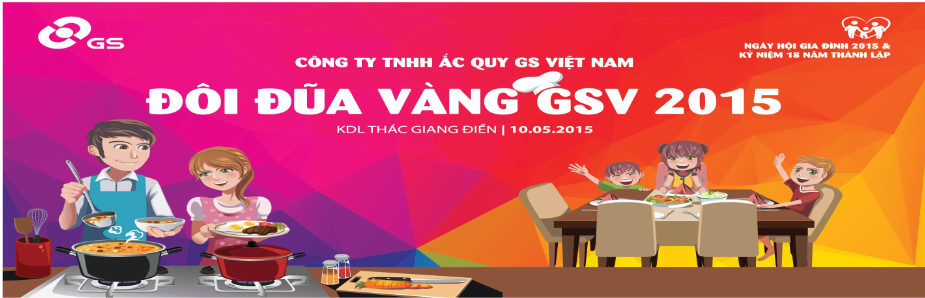 GS
NGÀY HỘI GIA ĐÌNH 2015 &
KỶ NIỆM 18 NĂM THÀNH LẬP
CÔNG TY TNHH ẮC QUY GS VIỆT NAM
ĐÔI ĐŨA VÀNG GSV 2015
KDL THÁC GIANG ĐIỀN | 10.05.2015